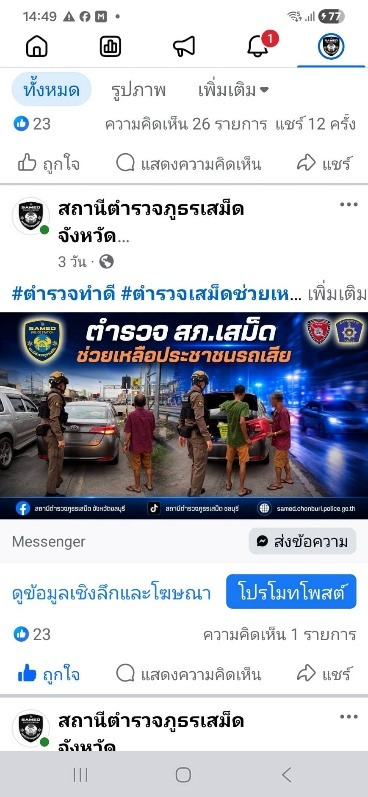 14:49
77
1
ทั้งหมด รูปภาพ เพิ่มเติม
23 ความคิดเห็น 26 รายการ แชร์ 12 ครั้ง
ถูกใจ แสดงความคิดเห็น แชร์
สถานีตำรวจภูธรเสม็ด
จังหวัด...
3 วัน ·
#ตำรวจทำดี #ตำรวจเสม็ดช่วยเห... เพิ่มเติม
SAMED
ตำรวจ สภ.เสม็ด
ช่วยเหลือประชาชนรถเสีย
สถานีตำรวจภูธรเสม็ด จังหวัดชลบุรี สถานีตำรวจภูธรเสม็ด ชลบุรี samed.chonburi.police.go.th
Messenger ส่งข้อความ
ดูข้อมูลเชิงลึกและโฆษณา โปรโมทโพสต์
23 ความคิดเห็น 1 รายการ
ถูกใจ แสดงความคิดเห็น แชร์
สถานีตำรวจภูธรเสม็ด
จังหวัด